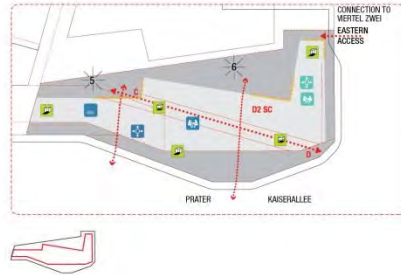 CONNECTION TO
VIERTEL ZWEI
EASTERN
ACCESS
6
5
C
D2 SC
D
PRATER KAISERALLEE